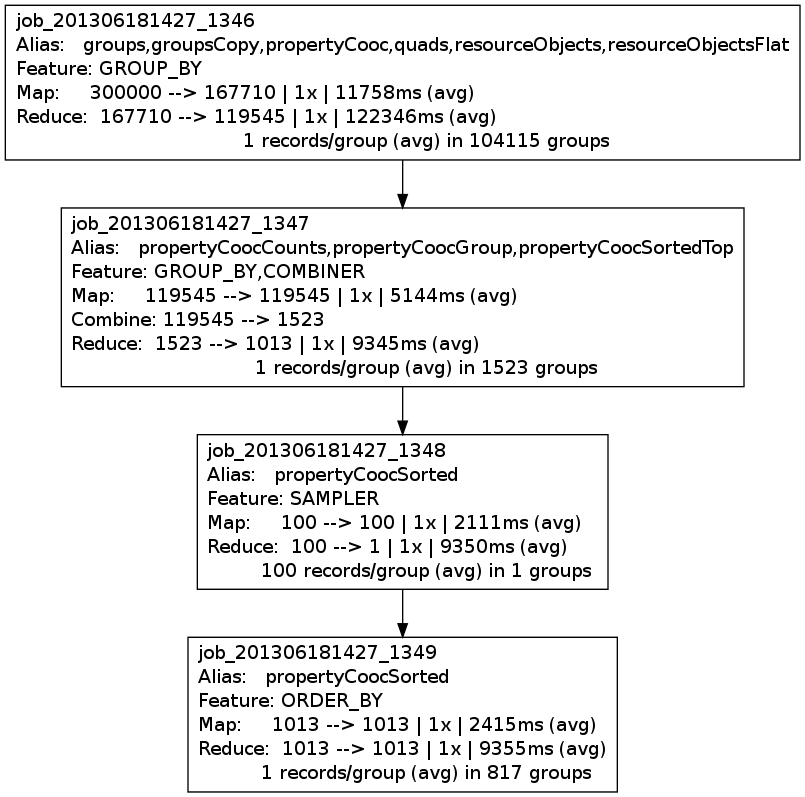 job_201306181427_1346
Alias:   groups,groupsCopy,propertyCooc,quads,resourceObjects,resourceObjectsFlat
Feature: GROUP_BY
Map:     300000 --> 167710 | 1x | 11758ms (avg)
Reduce:  167710 --> 119545 | 1x | 122346ms (avg)
1 records/group (avg) in 104115 groups
job_201306181427_1347
Alias:   propertyCoocCounts,propertyCoocGroup,propertyCoocSortedTop
Feature: GROUP_BY,COMBINER
Map:     119545 --> 119545 | 1x | 5144ms (avg)
Combine: 119545 --> 1523
Reduce:  1523 --> 1013 | 1x | 9345ms (avg)
1 records/group (avg) in 1523 groups
job_201306181427_1348
Alias:   propertyCoocSorted
Feature: SAMPLER
Map:     100 --> 100 | 1x | 2111ms (avg)
Reduce:  100 --> 1 | 1x | 9350ms (avg)
100 records/group (avg) in 1 groups
job_201306181427_1349
Alias:   propertyCoocSorted
Feature: ORDER_BY
Map:     1013 --> 1013 | 1x | 2415ms (avg)
Reduce:  1013 --> 1013 | 1x | 9355ms (avg)
1 records/group (avg) in 817 groups